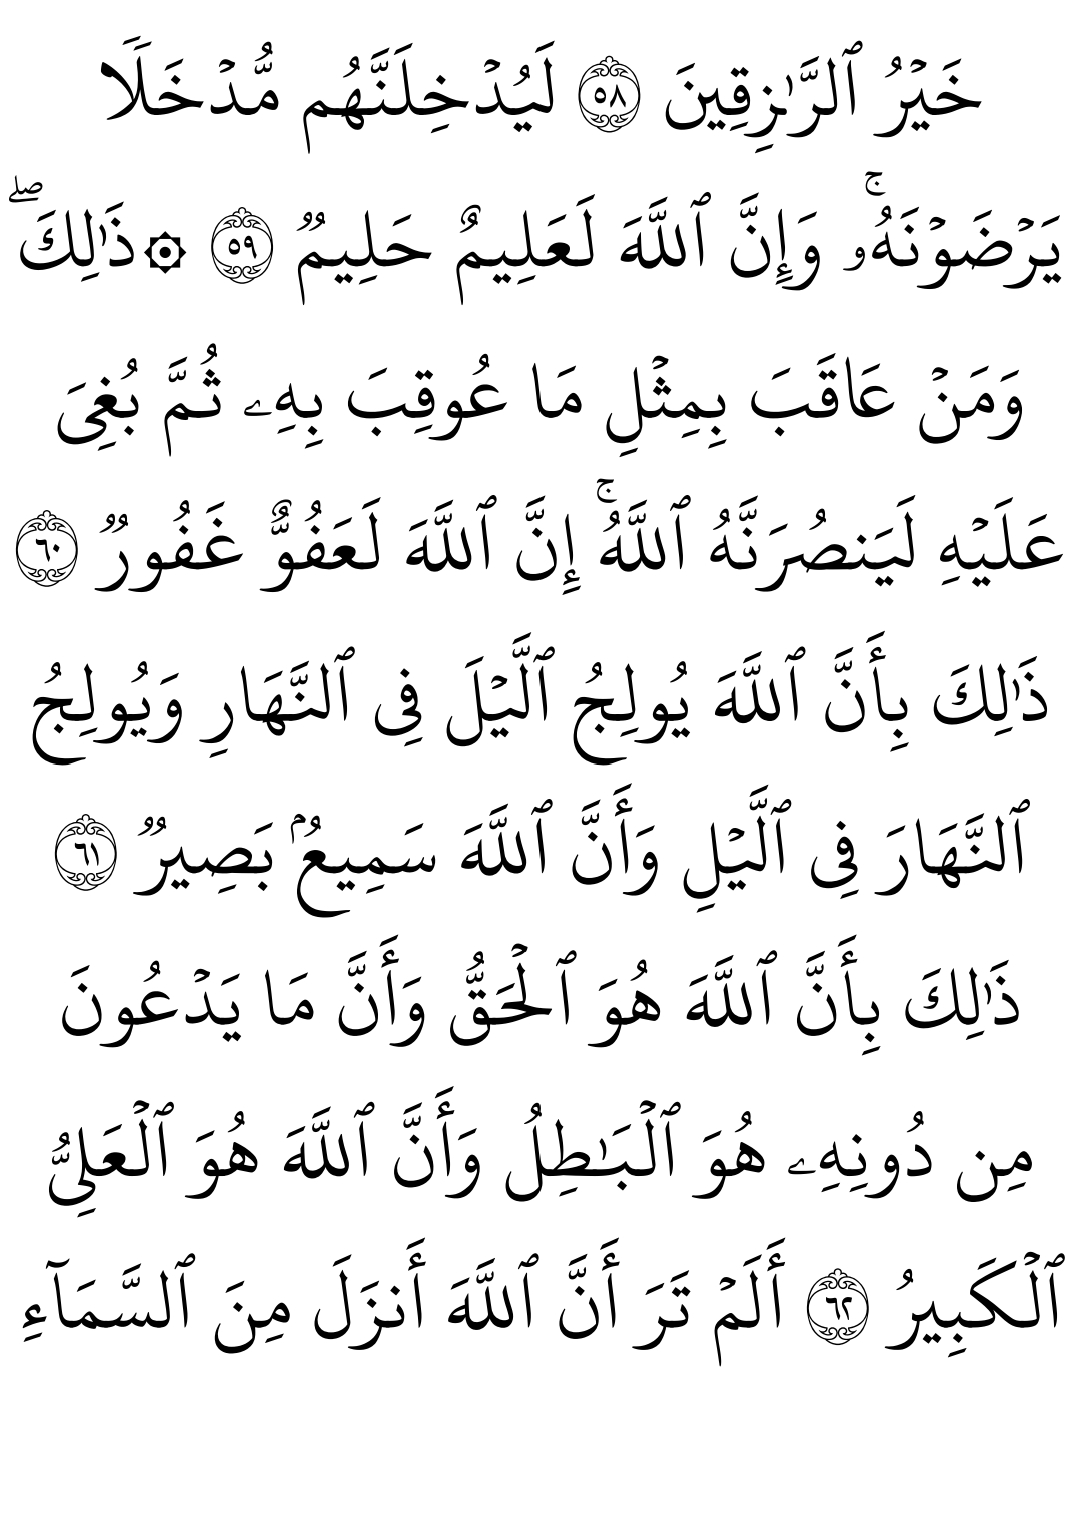 خَيۡرُ ٱلرَّٰزِقِينَ ٥٨ لَيُدۡخِلَنَّهُم مُّدۡخَلٗا
يَرۡضَوۡنَهُۥۚ وَإِنَّ ٱللَّهَ لَعَلِيمٌ حَلِيمٞ ٥٩ ۞ ذَٰلِكَۖ
وَمَنۡ عَاقَبَ بِمِثۡلِ مَا عُوقِبَ بِهِۦ ثُمَّ بُغِيَ
عَلَيۡهِ لَيَنصُرَنَّهُ ٱللَّهُۚ إِنَّ ٱللَّهَ لَعَفُوٌّ غَفُورٞ ٦٠
ذَٰلِكَ بِأَنَّ ٱللَّهَ يُولِجُ ٱلَّيۡلَ فِي ٱلنَّهَارِ وَيُولِجُ
ٱلنَّهَارَ فِي ٱلَّيۡلِ وَأَنَّ ٱللَّهَ سَمِيعُۢ بَصِيرٞ ٦١
ذَٰلِكَ بِأَنَّ ٱللَّهَ هُوَ ٱلۡحَقُّ وَأَنَّ مَا يَدۡعُونَ
مِن دُونِهِۦ هُوَ ٱلۡبَٰطِلُ وَأَنَّ ٱللَّهَ هُوَ ٱلۡعَلِيُّ
ٱلۡكَبِيرُ ٦٢ أَلَمۡ تَرَ أَنَّ ٱللَّهَ أَنزَلَ مِنَ ٱلسَّمَآءِ